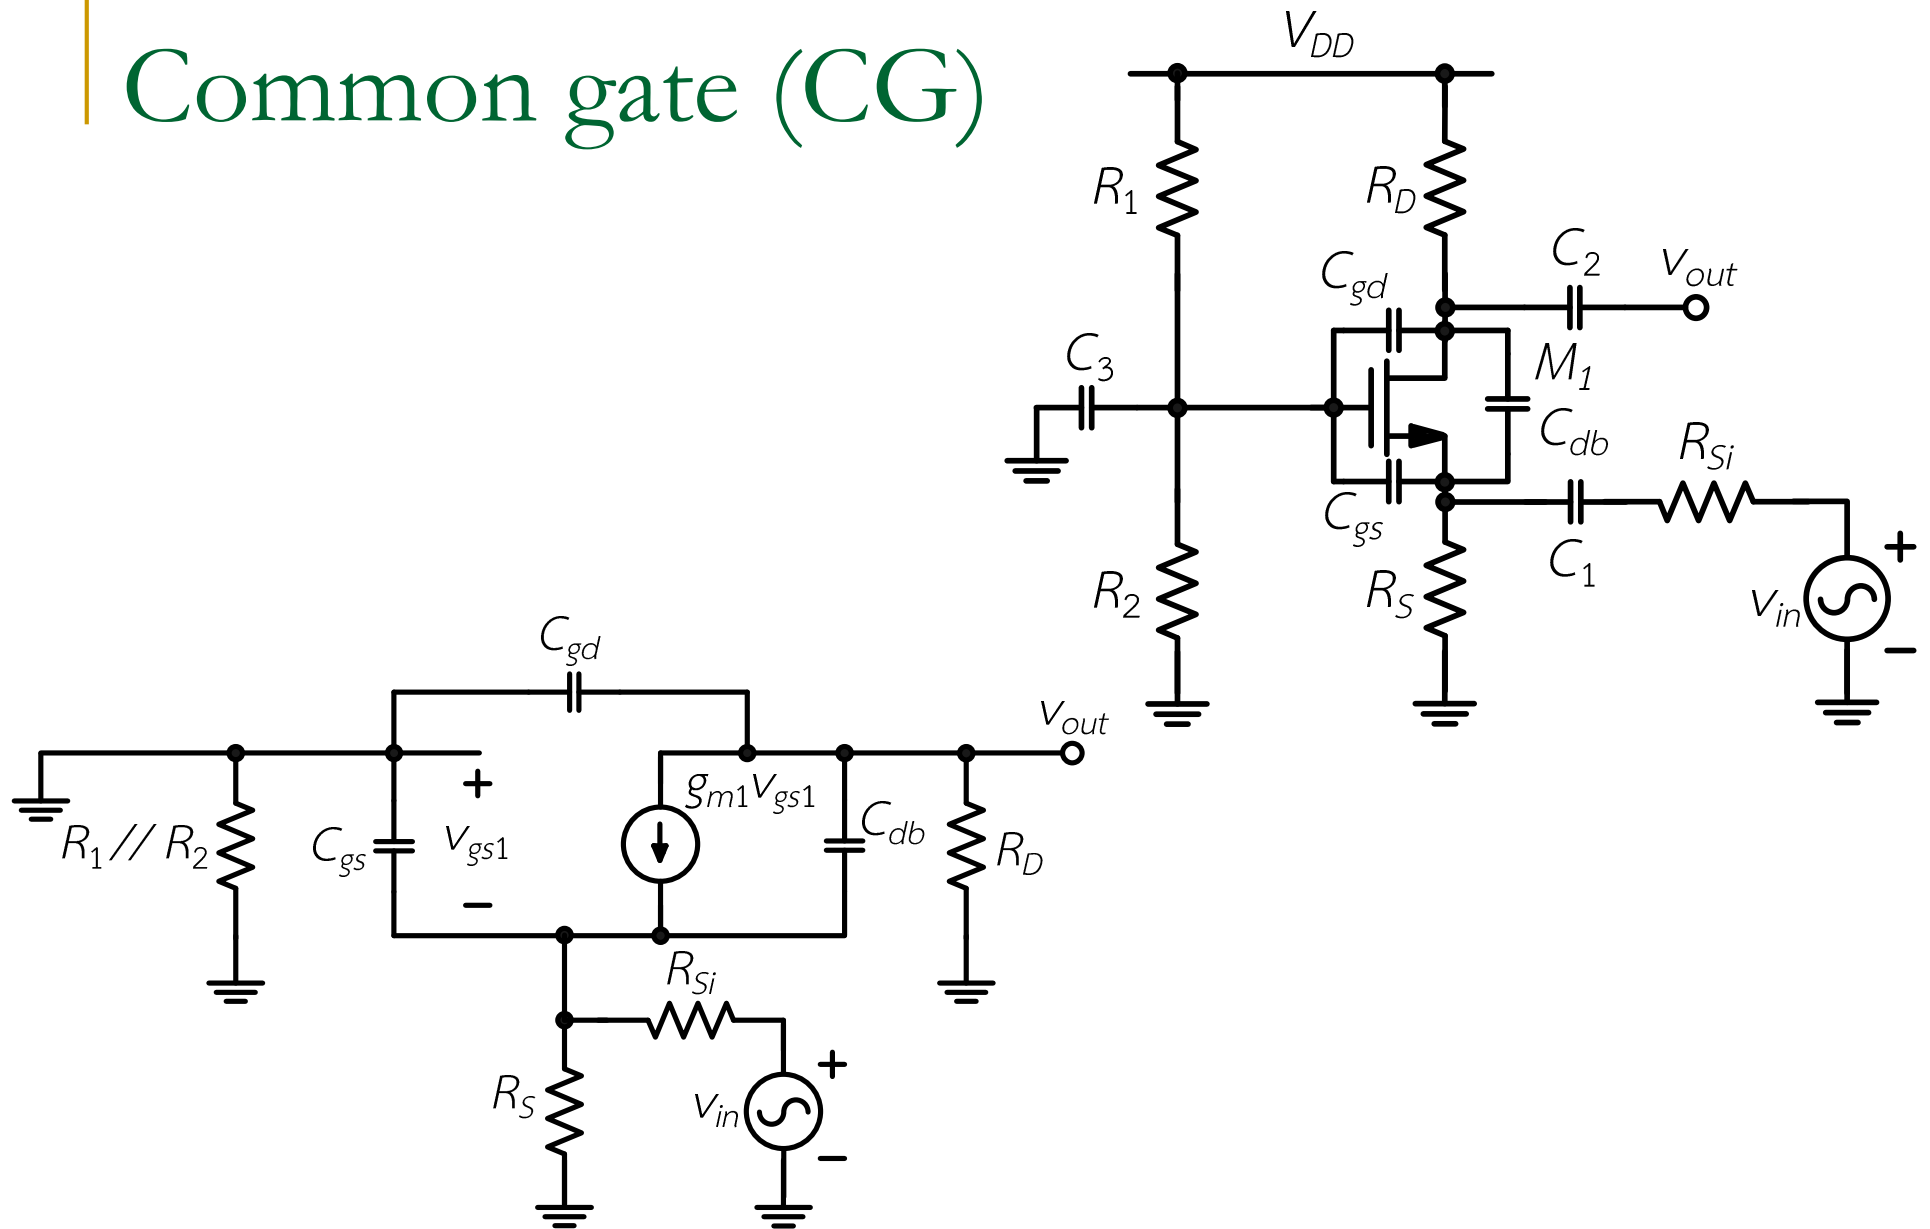 Common gate (CG)
V_DD
R_1
R_D
C_gd
C_2
v_out
C_3
M_1
C_db
R_Si
C_gs
C_1
+
R_2
R_S
v_in
−
C_gd
v_out
+
g_m1 v_gs1
R_1 // R_2
C_gs
v_gs1
C_db
R_D
−
R_Si
R_S
+
v_in
−